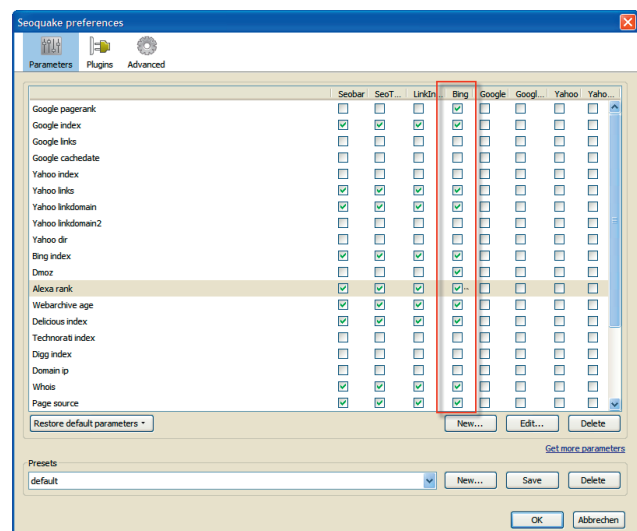 Seoquake preferences
Parameters Plugins Advanced
Seobar SeoT... LinkIn... Bing Google Googl... Yahoo Yaho...
Google pagerank
Google index
Google links
Google cachedate
Yahoo index
Yahoo links
Yahoo linkdomain
Yahoo linkdomain2
Yahoo dir
Bing index
Dmoz
Alexa rank
Webarchive age
Delicious index
Technorati index
Digg index
Domain ip
Whois
Page source
Restore default parameters New... Edit... Delete
Get more parameters
Presets
default New... Save Delete
OK Abbrechen